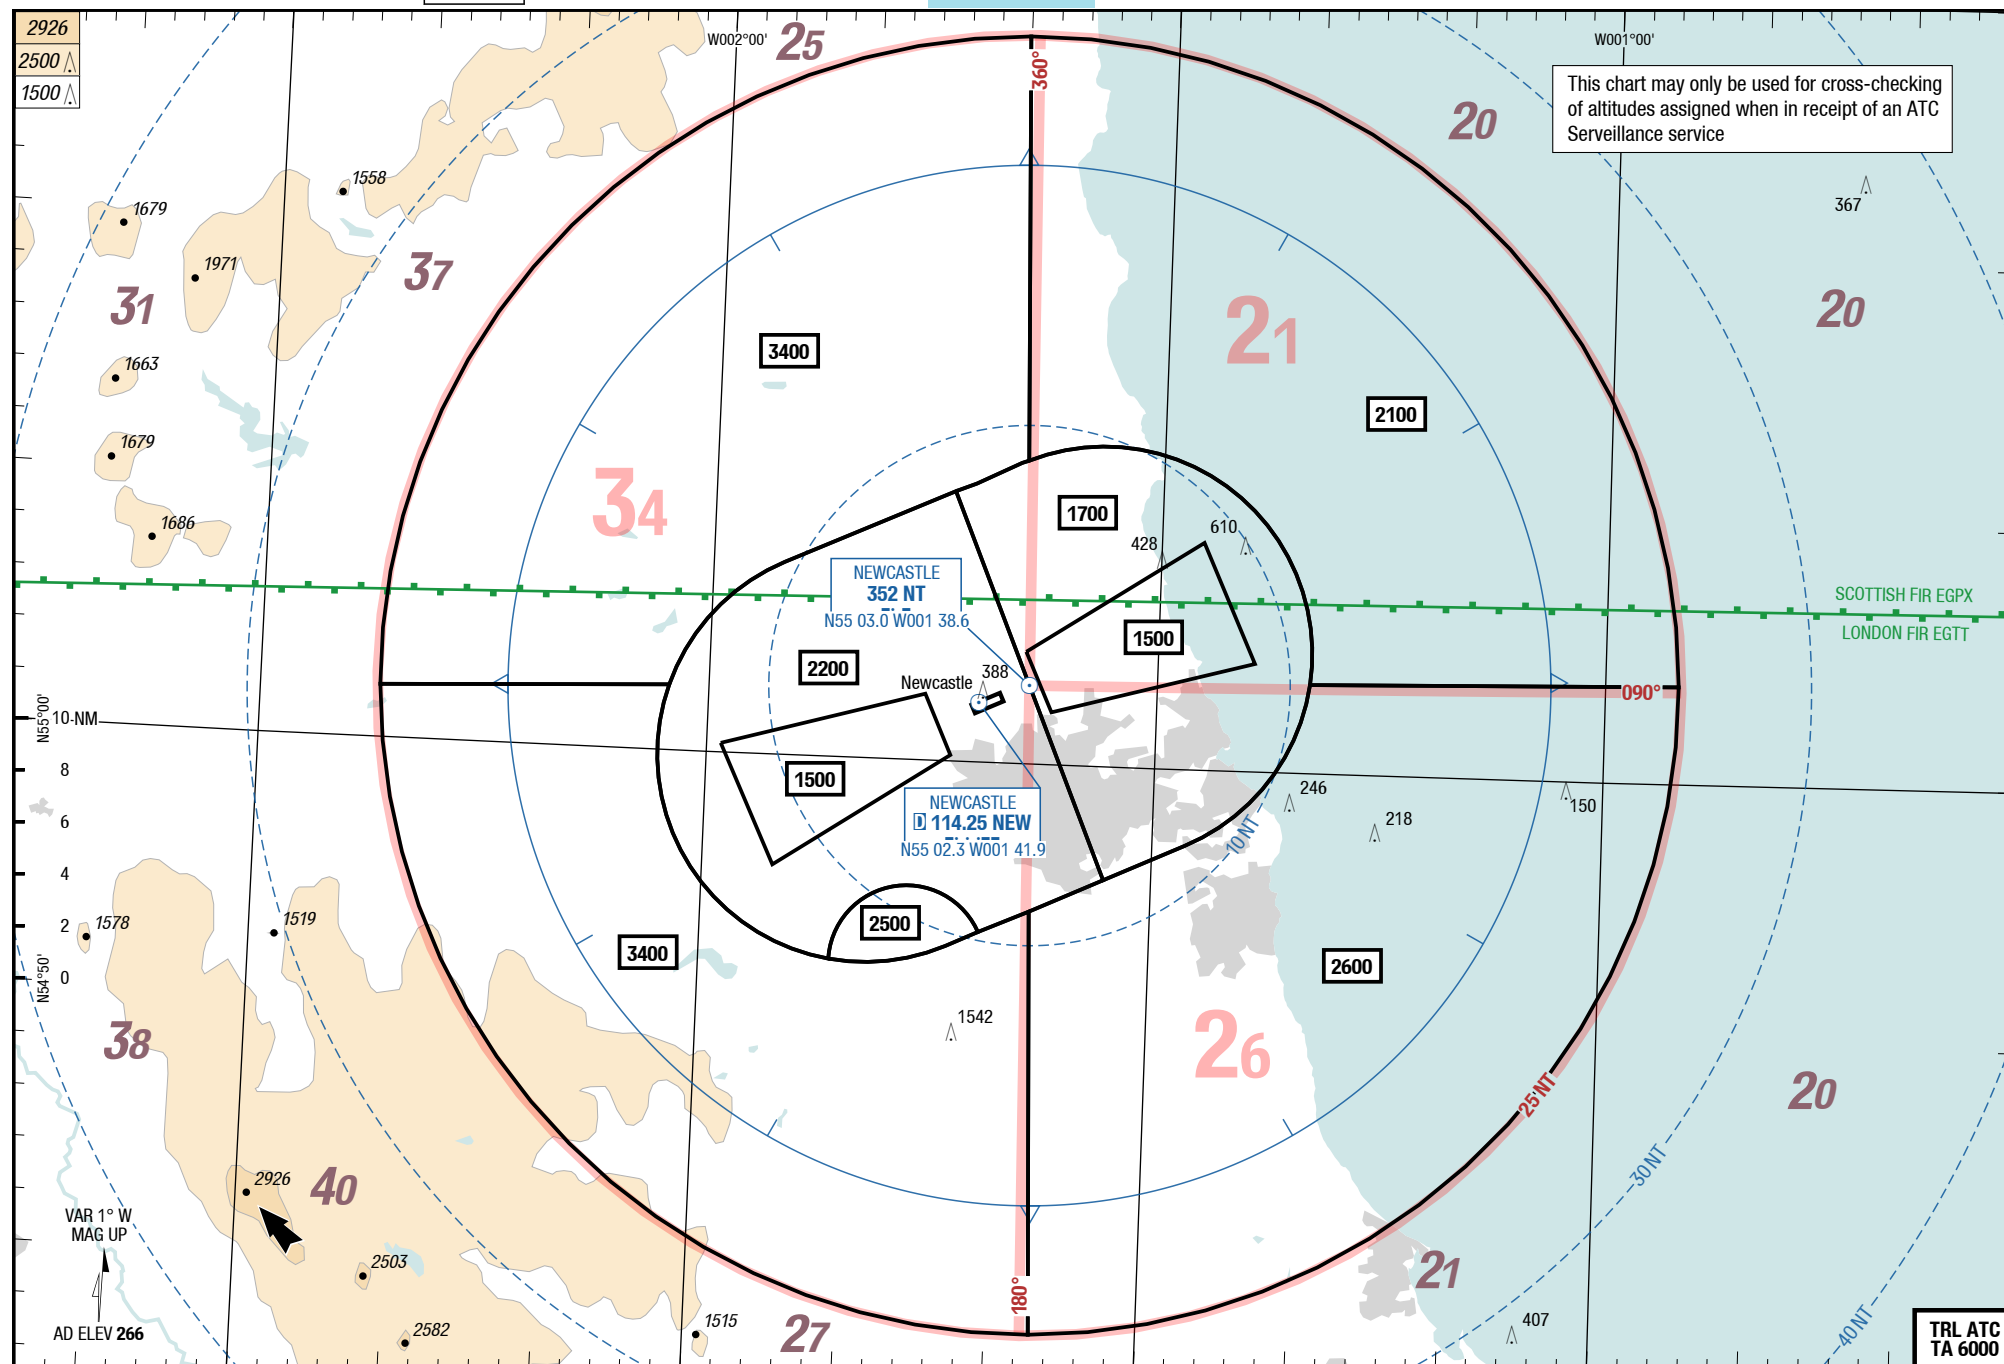 2926
2500
1500
W002°00'
25
360°
W001°00'
This chart may only be used for cross-checking
of altitudes assigned when in receipt of an ATC
Serveillance service
20
1558
1679
367
1971
37
31
20
21
3400
1663
2100
1679
34
1700
1686
610
428
NEWCASTLE
352 NT
N55 03.0 W001 38.6
SCOTTISH FIR EGPX
LONDON FIR EGTT
1500
2200
388
Newcastle
090°
N55°00'
10 NM
8
6
4
2
0
1500
246
150
218
NEWCASTLE
D 114.25 NEW
N55 02.3 W001 41.9
10 NT
1578
1519
2500
3400
2600
N54°50'
1542
38
26
25 NT
20
30 NT
2926
40
VAR 1° W
MAG UP
2503
21
180°
1515
27
2582
407
40 NT
AD ELEV 266
TRL ATC
TA 6000